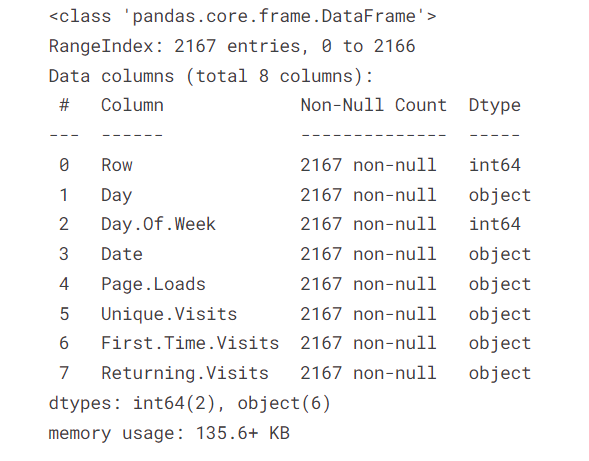 <class 'pandas.core.frame.DataFrame'>
RangeIndex: 2167 entries, 0 to 2166
Data columns (total 8 columns):
 #   Column             Non-Null Count  Dtype
---  ------             --------------  -----
 0   Row                2167 non-null   int64
 1   Day                2167 non-null   object
 2   Day.Of.Week        2167 non-null   int64
 3   Date               2167 non-null   object
 4   Page.Loads         2167 non-null   object
 5   Unique.Visits      2167 non-null   object
 6   First.Time.Visits  2167 non-null   object
 7   Returning.Visits   2167 non-null   object
dtypes: int64(2), object(6)
memory usage: 135.6+ KB